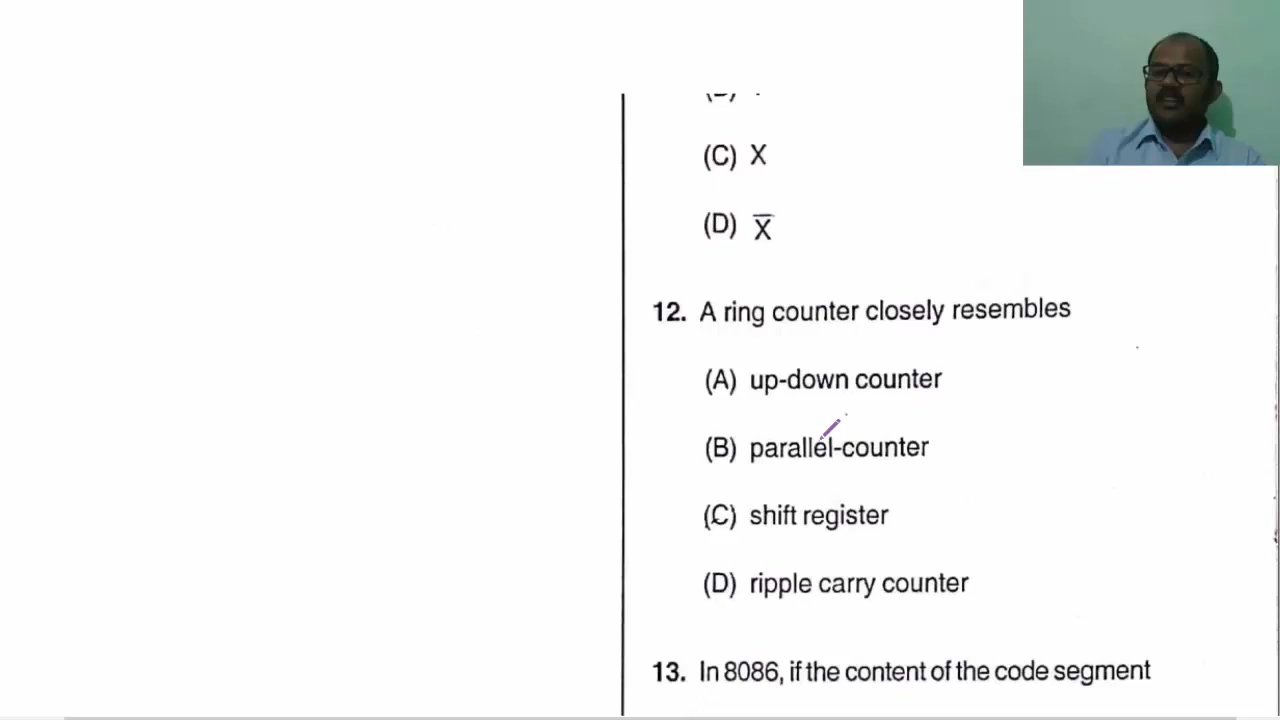 (C) X
(D) X̅
12. A ring counter closely resembles
(A) up-down counter
(B) parallel-counter
(C) shift register
(D) ripple carry counter
13. In 8086, if the content of the code segment